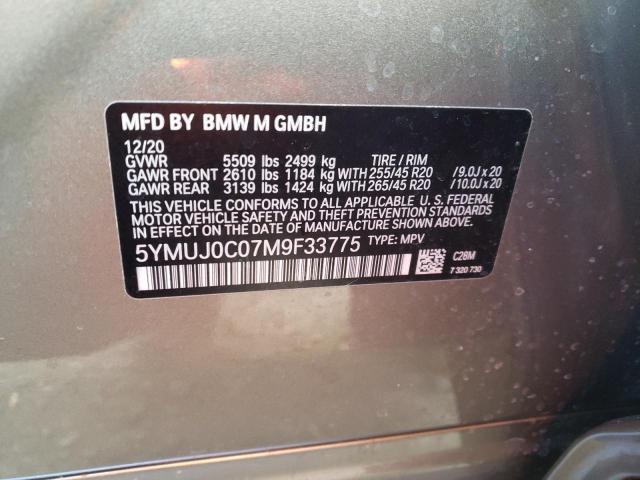 MFD BY BMW M GMBH
12/20
GVWR 5509 lbs 2499 kg TIRE / RIM
GAWR FRONT 2610 lbs 1184 kg WITH 255/45 R20 / 9.0J x 20
GAWR REAR 3139 lbs 1424 kg WITH 265/45 R20 / 10.0J x 20
THIS VEHICLE CONFORMS TO ALL APPLICABLE U. S. FEDERAL
MOTOR VEHICLE SAFETY AND THEFT PREVENTION STANDARDS
IN EFFECT ON THE DATE OF MANUFACTURE SHOWN ABOVE.
5YMUJ0C07M9F33775 TYPE: MPV
C28M
7 320 730